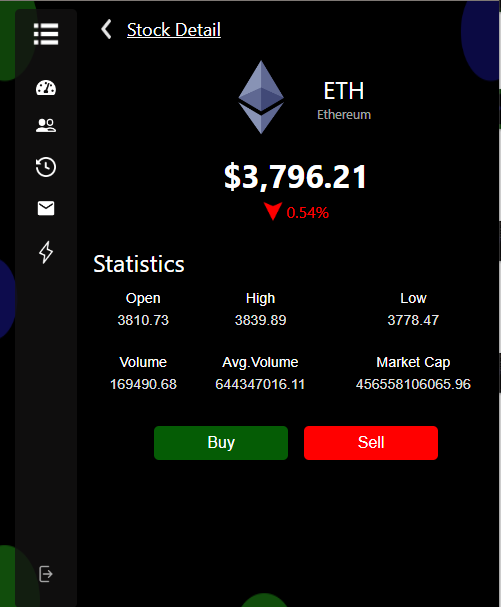 Stock Detail
ETH
Ethereum
$3,796.21
0.54%
Statistics
Open High Low
3810.73 3839.89 3778.47
Volume Avg.Volume Market Cap
169490.68 644347016.11 456558106065.96
Buy Sell